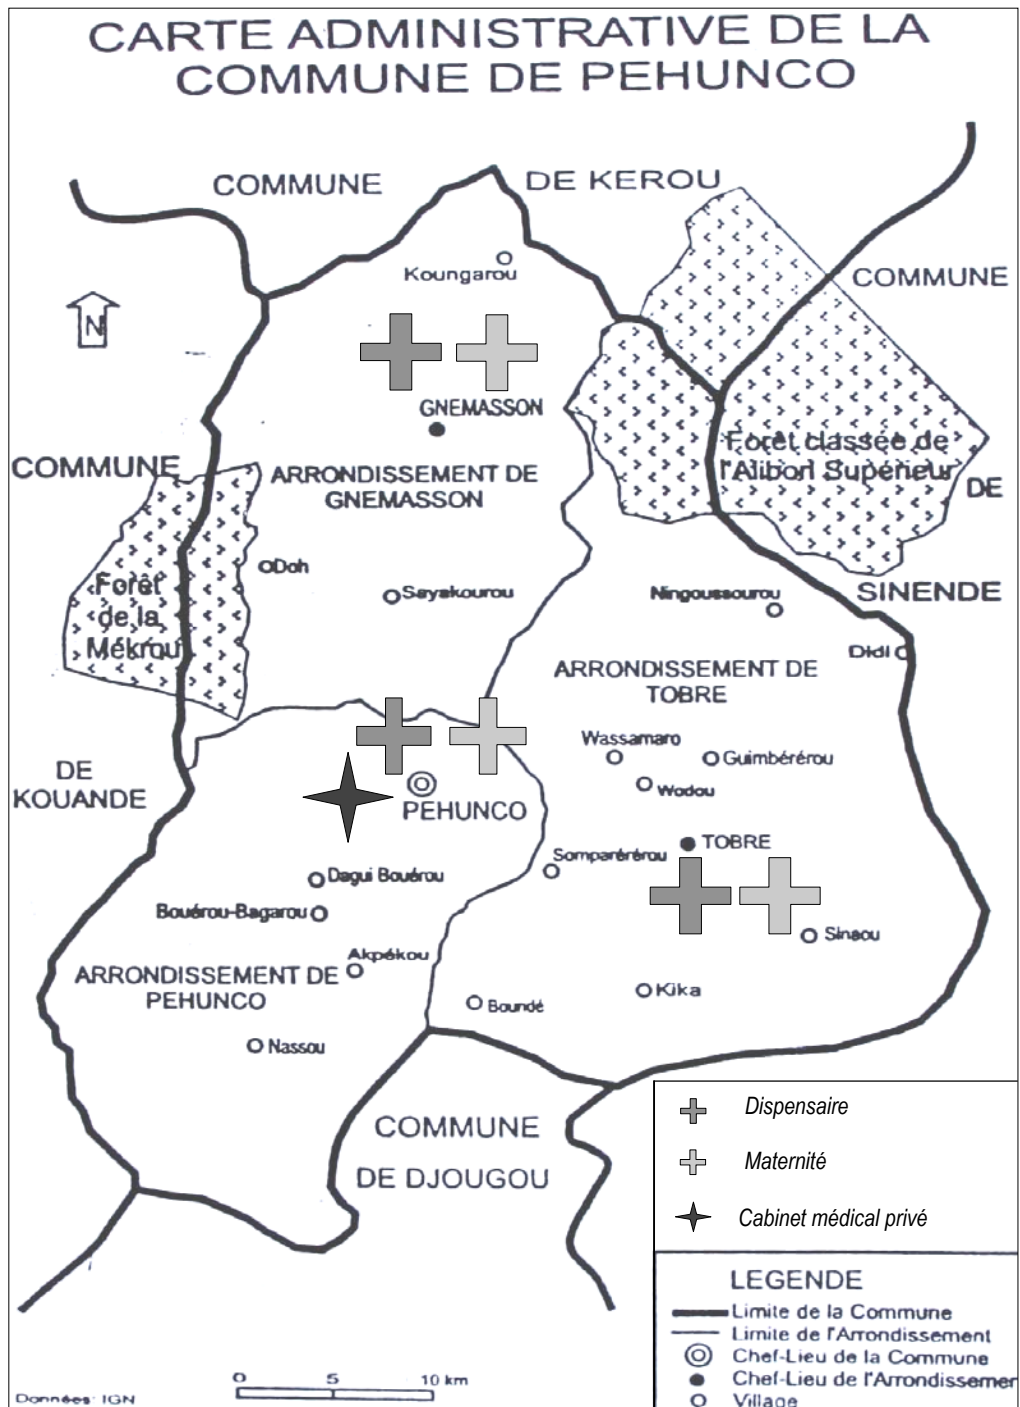 CARTE ADMINISTRATIVE DE LA
COMMUNE DE PEHUNCO
COMMUNE
DE KEROU
Koungarou
COMMUNE
N
GNEMASSON
COMMUNE
ARRONDISSEMENT DE
GNEMASSON
Forêt classée de
l'Alibori Supérieur
DE
Doh
Forêt
de la
Mékrou
Sayakourou
Ningoussourou
SINENDE
Didi
ARRONDISSEMENT DE
TOBRE
Wassamaro
Guimbérérou
Wodou
DE
KOUANDE
PEHUNCO
TOBRE
Somparérérou
Dagui Bouérou
Bouérou-Bagarou
Sinaou
Akpékou
ARRONDISSEMENT DE
PEHUNCO
Kika
Boundé
Nassou
COMMUNE
DE DJOUGOU
Dispensaire
Maternité
Cabinet médical privé
LEGENDE
Limite de la Commune
Limite de l'Arrondissement
Chef-Lieu de la Commune
Chef-Lieu de l'Arrondissemen
Village
0 5 10 km
Données: IGN